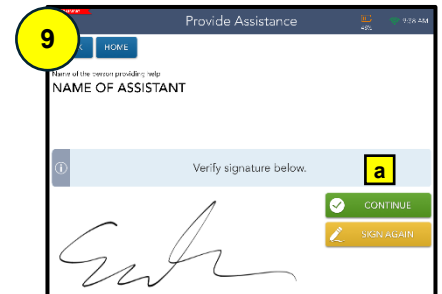 9
Provide Assistance
48%
9:38 AM
HOME
Name of the person providing help
NAME OF ASSISTANT
Verify signature below.
a
CONTINUE
SIGN AGAIN